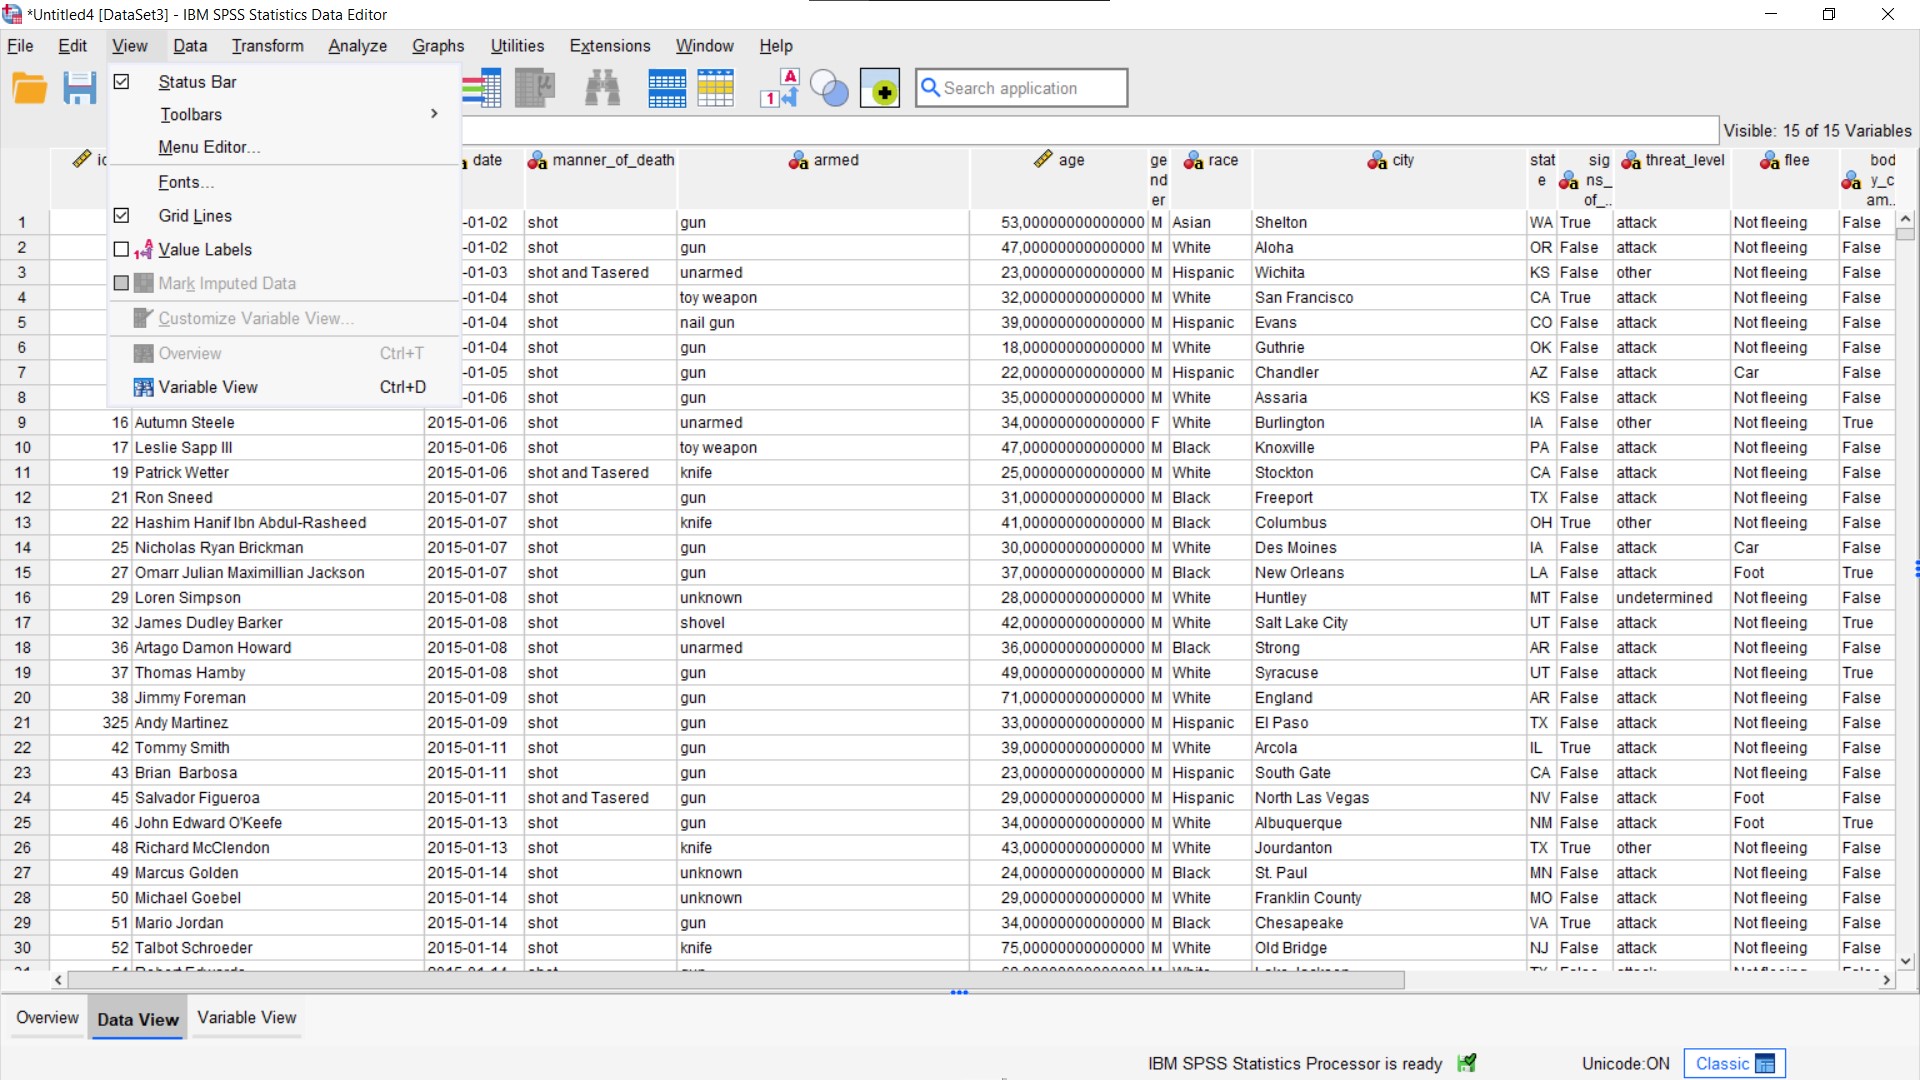 *Untitled4 [DataSet3] - IBM SPSS Statistics Data Editor
File Edit View Data Transform Analyze Graphs Utilities Extensions Window Help
Search application
Status Bar
Toolbars
Menu Editor...
Fonts...
Grid Lines
Value Labels
Mark Imputed Data
Customize Variable View...
Overview Ctrl+T
Variable View Ctrl+D
Visible: 15 of 15 Variables
date manner_of_death armed age gender race city state signs_of_.. threat_level flee body_cam..
1 -01-02 shot gun 53,00000000000000 M Asian Shelton WA True attack Not fleeing False
2 -01-02 shot gun 47,00000000000000 M White Aloha OR False attack Not fleeing False
3 -01-03 shot and Tasered unarmed 23,00000000000000 M Hispanic Wichita KS False other Not fleeing False
4 -01-04 shot toy weapon 32,00000000000000 M White San Francisco CA True attack Not fleeing False
5 -01-04 shot nail gun 39,00000000000000 M Hispanic Evans CO False attack Not fleeing False
6 -01-04 shot gun 18,00000000000000 M White Guthrie OK False attack Not fleeing False
7 -01-05 shot gun 22,00000000000000 M Hispanic Chandler AZ False attack Car False
8 -01-06 shot gun 35,00000000000000 M White Assaria KS False attack Not fleeing False
9 16 Autumn Steele 2015-01-06 shot unarmed 34,00000000000000 F White Burlington IA False other Not fleeing True
10 17 Leslie Sapp III 2015-01-06 shot toy weapon 47,00000000000000 M Black Knoxville PA False attack Not fleeing False
11 19 Patrick Wetter 2015-01-06 shot and Tasered knife 25,00000000000000 M White Stockton CA False attack Not fleeing False
12 21 Ron Sneed 2015-01-07 shot gun 31,00000000000000 M Black Freeport TX False attack Not fleeing False
13 22 Hashim Hanif Ibn Abdul-Rasheed 2015-01-07 shot knife 41,00000000000000 M Black Columbus OH True other Not fleeing False
14 25 Nicholas Ryan Brickman 2015-01-07 shot gun 30,00000000000000 M White Des Moines IA False attack Car False
15 27 Omarr Julian Maximillian Jackson 2015-01-07 shot gun 37,00000000000000 M Black New Orleans LA False attack Foot True
16 29 Loren Simpson 2015-01-08 shot unknown 28,00000000000000 M White Huntley MT False undetermined Not fleeing False
17 32 James Dudley Barker 2015-01-08 shot shovel 42,00000000000000 M White Salt Lake City UT False attack Not fleeing True
18 36 Artago Damon Howard 2015-01-08 shot unarmed 36,00000000000000 M Black Strong AR False attack Not fleeing False
19 37 Thomas Hamby 2015-01-08 shot gun 49,00000000000000 M White Syracuse UT False attack Not fleeing True
20 38 Jimmy Foreman 2015-01-09 shot gun 71,00000000000000 M White England AR False attack Not fleeing False
21 325 Andy Martinez 2015-01-09 shot gun 33,00000000000000 M Hispanic El Paso TX False attack Not fleeing False
22 42 Tommy Smith 2015-01-11 shot gun 39,00000000000000 M White Arcola IL True attack Not fleeing False
23 43 Brian  Barbosa 2015-01-11 shot gun 23,00000000000000 M Hispanic South Gate CA False attack Not fleeing False
24 45 Salvador Figueroa 2015-01-11 shot and Tasered gun 29,00000000000000 M Hispanic North Las Vegas NV False attack Foot False
25 46 John Edward O'Keefe 2015-01-13 shot gun 34,00000000000000 M White Albuquerque NM False attack Foot True
26 48 Richard McClendon 2015-01-13 shot knife 43,00000000000000 M White Jourdanton TX True other Not fleeing False
27 49 Marcus Golden 2015-01-14 shot unknown 24,00000000000000 M Black St. Paul MN False attack Not fleeing False
28 50 Michael Goebel 2015-01-14 shot unknown 29,00000000000000 M White Franklin County MO False attack Not fleeing False
29 51 Mario Jordan 2015-01-14 shot gun 34,00000000000000 M Black Chesapeake VA True attack Not fleeing False
30 52 Talbot Schroeder 2015-01-14 shot knife 75,00000000000000 M White Old Bridge NJ False attack Not fleeing False
Overview Data View Variable View
IBM SPSS Statistics Processor is ready Unicode:ON Classic